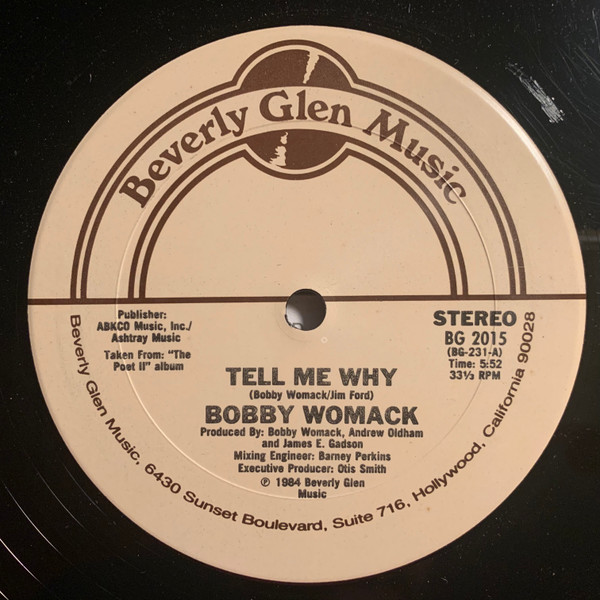 Beverly Glen Music
Publisher:
ABKCO Music, Inc./
Ashtray Music
Taken From: "The
Poet II" album
STEREO
BG 2015
(BG-231-A)
Time: 5:52
33⅓ RPM
TELL ME WHY
(Bobby Womack/Jim Ford)
BOBBY WOMACK
Produced By: Bobby Womack, Andrew Oldham
and James E. Gadson
Mixing Engineer: Barney Perkins
Executive Producer: Otis Smith
℗ 1984 Beverly Glen
Music
Beverly Glen Music, 6430 Sunset Boulevard, Suite 716, Hollywood, California 90028